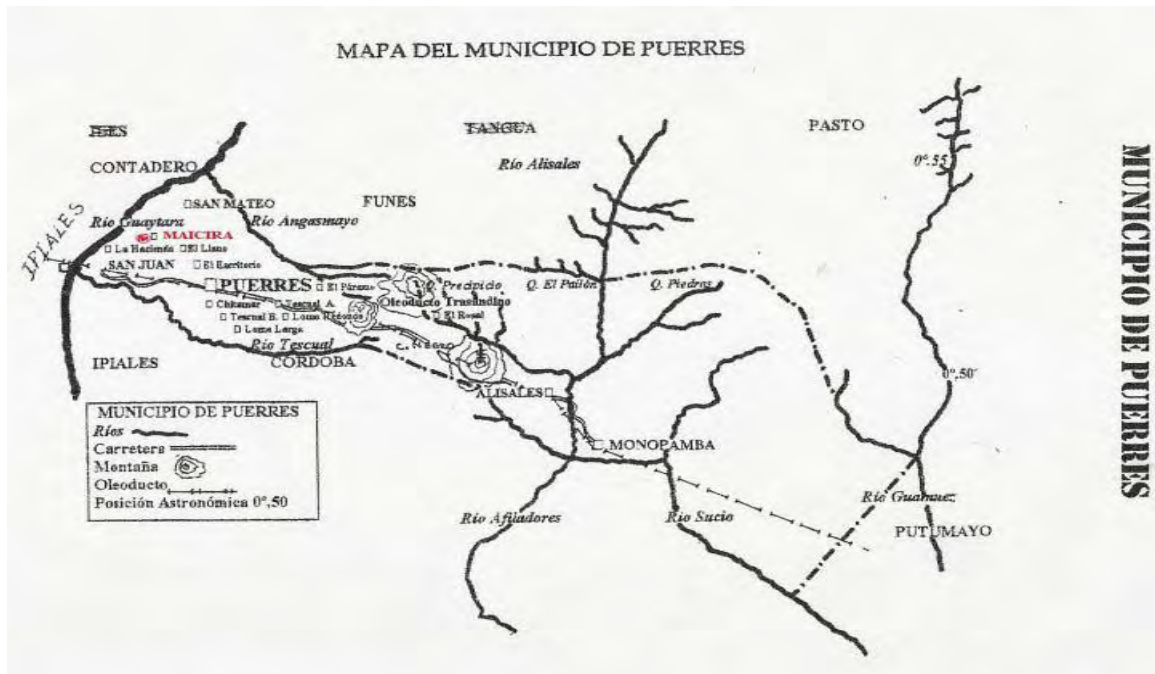 MAPA DEL MUNICIPIO DE PUERRES
MUNICIPIO DE PUERRES
ILES
TANGUA
PASTO
CONTADERO
Río Alisales
0°.55
SAN MATEO
FUNES
IPIALES
Río Guaytara
Río Angasmayo
MAICIRA
La Hacienda
El Llano
SAN JUAN
El Escritorio
PUERRES
El Páramo
Q. Precipicio
Q. El Pailón
Q. Piedras
Chitamar
Tescual A.
Oleoducto Trasandino
Tescual B.
Loma Redonda
El Rosal
Loma Larga
Río Tescual
C. Negro
IPIALES
CORDOBA
ALISALES
0°,50'
MUNICIPIO DE PUERRES
Ríos
Carretera
Montaña
Oleoducto
Posición Astronómica 0°,50
MONOPAMBA
Río Afiladores
Río Sucio
Río Guamuez
PUTUMAYO